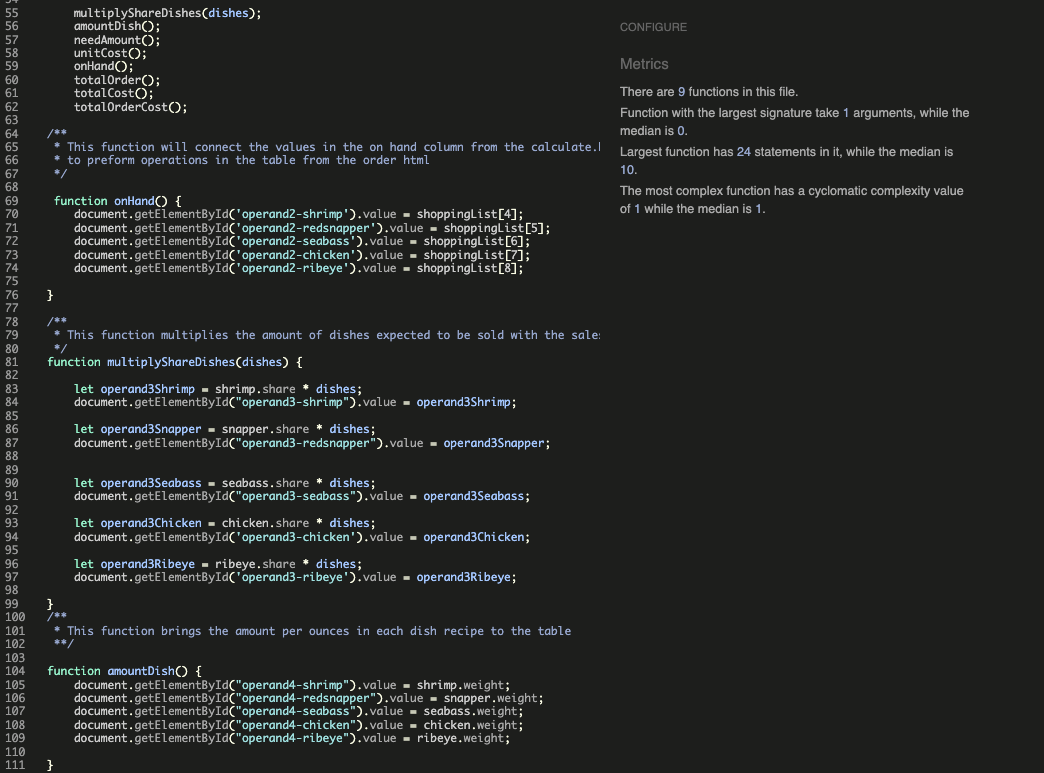 55 multiplyShareDishes(dishes);
56 amountDish();
57 needAmount();
58 unitCost();
59 onHand();
60 totalOrder();
61 totalCost();
62 totalOrderCost();
63
64 /**
65 * This function will connect the values in the on hand column from the calculate.
66 * to preform operations in the table from the order html
67 */
68
69 function onHand() {
70 document.getElementById('operand2-shrimp').value = shoppingList[4];
71 document.getElementById('operand2-redsnapper').value = shoppingList[5];
72 document.getElementById('operand2-seabass').value = shoppingList[6];
73 document.getElementById('operand2-chicken').value = shoppingList[7];
74 document.getElementById('operand2-ribeye').value = shoppingList[8];
75
76 }
77
78 /**
79 * This function multiplies the amount of dishes expected to be sold with the sale
80 */
81 function multiplyShareDishes(dishes) {
82
83 let operand3Shrimp = shrimp.share * dishes;
84 document.getElementById("operand3-shrimp").value = operand3Shrimp;
85
86 let operand3Snapper = snapper.share * dishes;
87 document.getElementById("operand3-redsnapper").value = operand3Snapper;
88
89
90 let operand3Seabass = seabass.share * dishes;
91 document.getElementById("operand3-seabass").value = operand3Seabass;
92
93 let operand3Chicken = chicken.share * dishes;
94 document.getElementById('operand3-chicken').value = operand3Chicken;
95
96 let operand3Ribeye = ribeye.share * dishes;
97 document.getElementById('operand3-ribeye').value = operand3Ribeye;
98
99 }
100 /**
101 * This function brings the amount per ounces in each dish recipe to the table
102 **/
103
104 function amountDish() {
105 document.getElementById("operand4-shrimp").value = shrimp.weight;
106 document.getElementById("operand4-redsnapper").value = snapper.weight;
107 document.getElementById("operand4-seabass").value = seabass.weight;
108 document.getElementById("operand4-chicken").value = chicken.weight;
109 document.getElementById("operand4-ribeye").value = ribeye.weight;
110
111 }
CONFIGURE
Metrics
There are 9 functions in this file.
Function with the largest signature take 1 arguments, while the
median is 0.
Largest function has 24 statements in it, while the median is
10.
The most complex function has a cyclomatic complexity value
of 1 while the median is 1.